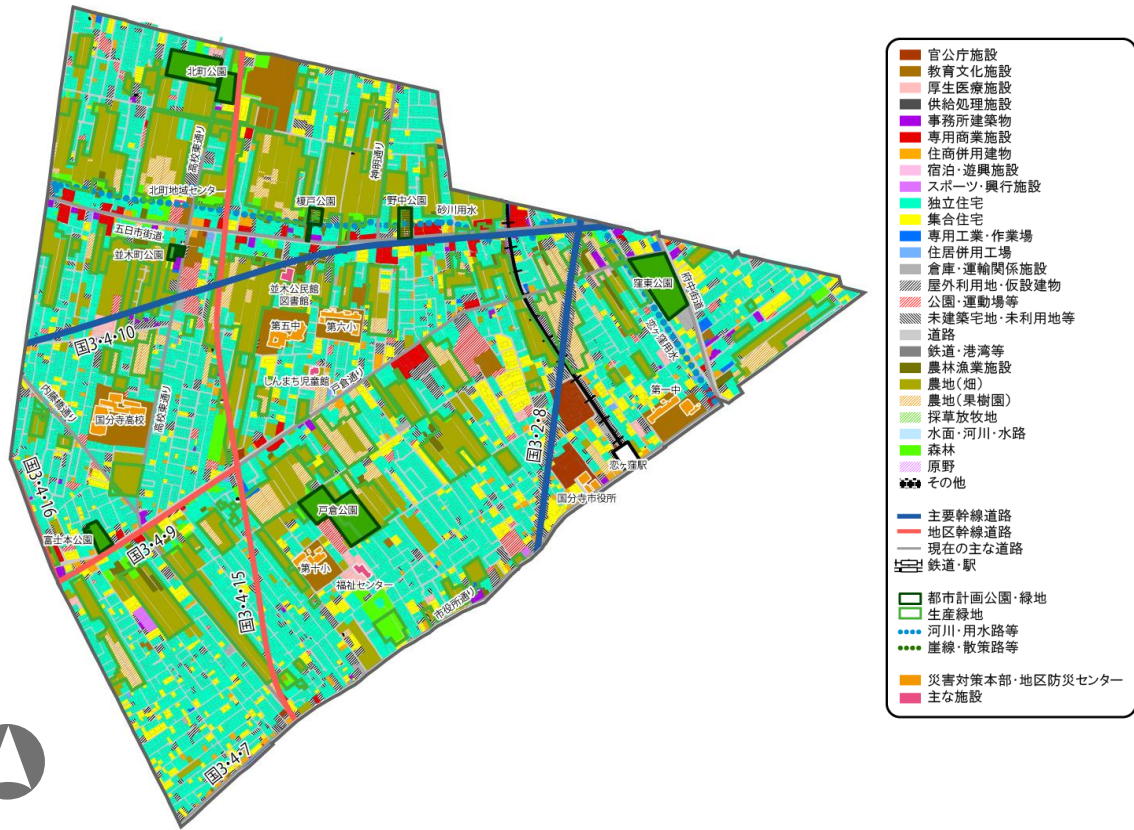 北町公園
高校東通り
神明通り
北町地域センター
榎戸公園
野中公園
砂川用水
五日市街道
並木町公園
並木公民館
図書館
窪東公園
府中街道
恋ヶ窪用水
国3・4・10
第五中
第六小
しんまち児童館
戸倉通り
第一中
内藤橋通り
国分寺高校
高校東通り
国3・2・8
恋ヶ窪駅
国分寺市役所
国3・4・16
富士本公園
国3・4・9
戸倉公園
第十小
福祉センター
国3・4・15
市役所通り
国3・4・7
官公庁施設
教育文化施設
厚生医療施設
供給処理施設
事務所建築物
専用商業施設
住商併用建物
宿泊・遊興施設
スポーツ・興行施設
独立住宅
集合住宅
専用工業・作業場
住居併用工場
倉庫・運輸関係施設
屋外利用地・仮設建物
公園・運動場等
未建築宅地・未利用地等
道路
鉄道・港湾等
農林漁業施設
農地(畑)
農地(果樹園)
採草放牧地
水面・河川・水路
森林
原野
その他
主要幹線道路
地区幹線道路
現在の主な道路
鉄道・駅
都市計画公園・緑地
生産緑地
河川・用水路等
崖線・散策路等
災害対策本部・地区防災センター
主な施設